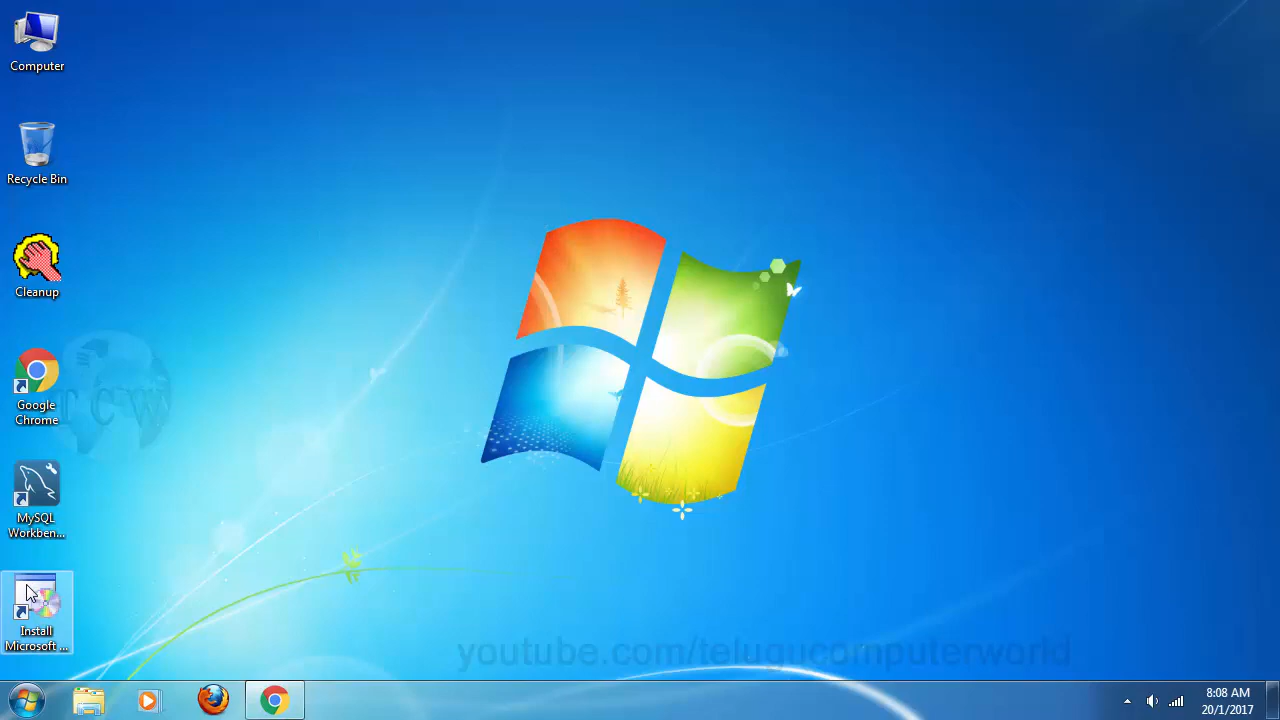 Computer
Recycle Bin
Cleanup
Google
Chrome
TCW
MySQL
Workben...
Install
Microsoft ...
youtube.com/telugucomputerworld
8:08 AM
20/1/2017